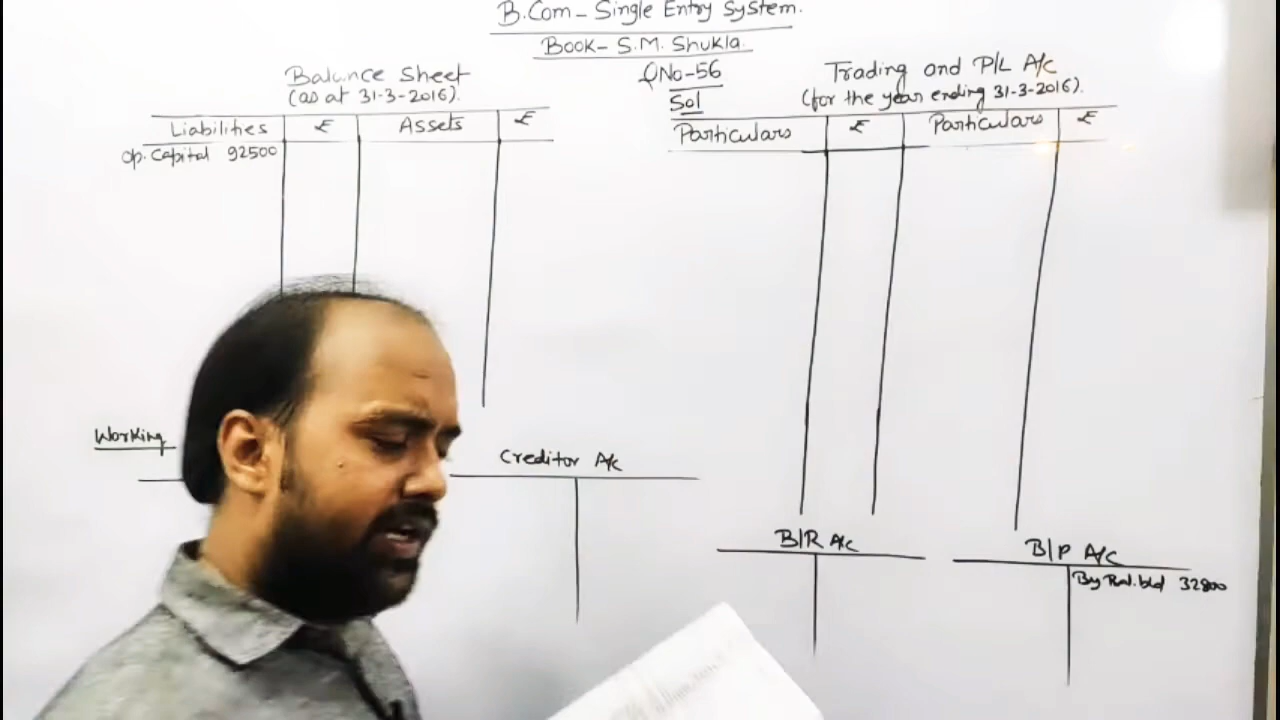 B.Com - Single Entry System.
Book - S.M. Shukla.
QNo-56
Sol
Balance Sheet
(as at 31-3-2016).
Liabilities ₹ Assets ₹
Op. Capital 92500
Trading and P/L A/c
(for the year ending 31-3-2016).
Particulars ₹ Particulars ₹
Working
Creditor A/c
B/R A/c
B/P A/c
By Bal. b/d 32800